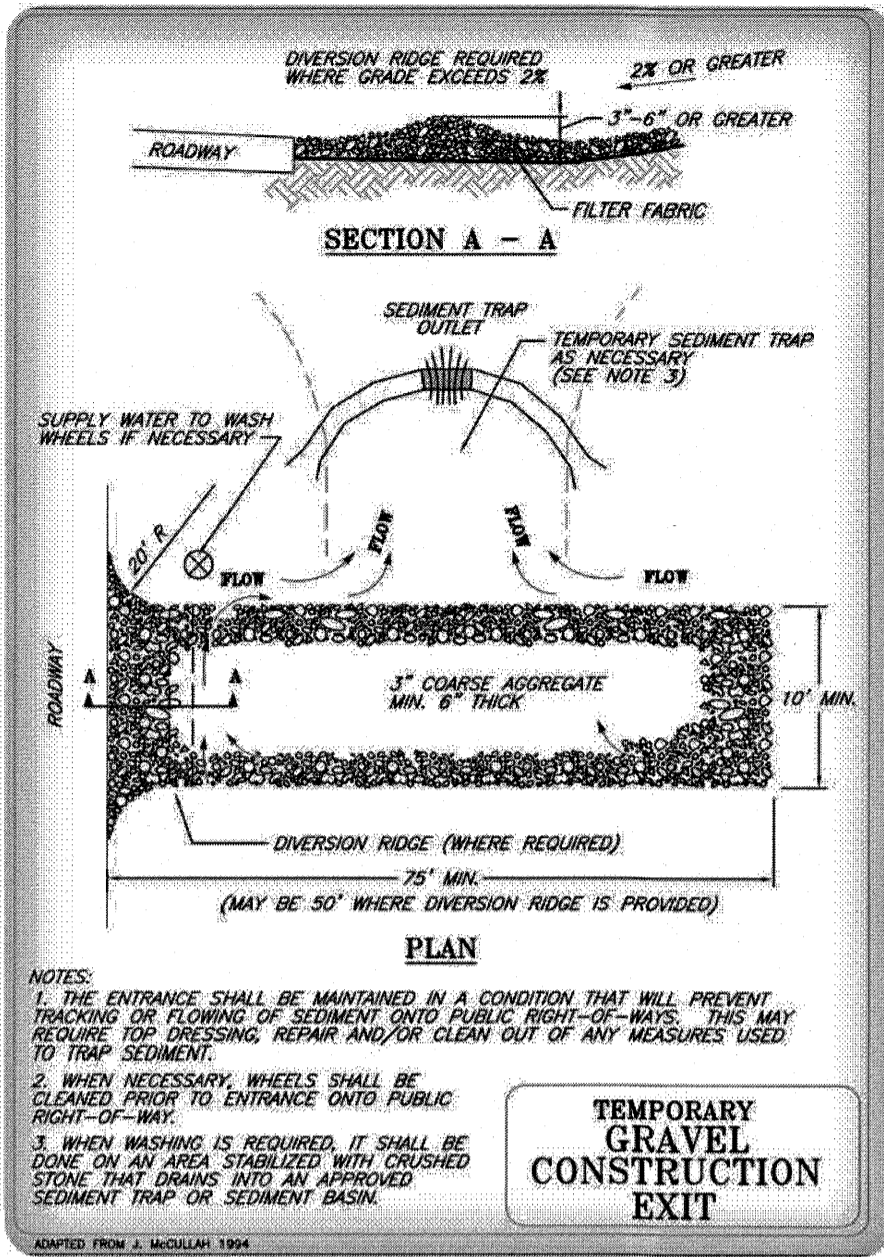 DIVERSION RIDGE REQUIRED
WHERE GRADE EXCEEDS 2%
2% OR GREATER
3"-6" OR GREATER
ROADWAY
FILTER FABRIC
SECTION A - A
SEDIMENT TRAP
OUTLET
TEMPORARY SEDIMENT TRAP
AS NECESSARY
(SEE NOTE 3)
SUPPLY WATER TO WASH
WHEELS IF NECESSARY
20' R
FLOW
FLOW
FLOW
FLOW
ROADWAY
A
A
A
A
3" COARSE AGGREGATE
MIN. 6" THICK
10' MIN.
DIVERSION RIDGE (WHERE REQUIRED)
75' MIN.
(MAY BE 50' WHERE DIVERSION RIDGE IS PROVIDED)
PLAN
NOTES:
1. THE ENTRANCE SHALL BE MAINTAINED IN A CONDITION THAT WILL PREVENT
TRACKING OR FLOWING OF SEDIMENT ONTO PUBLIC RIGHT-OF-WAYS. THIS MAY
REQUIRE TOP DRESSING, REPAIR AND/OR CLEAN OUT OF ANY MEASURES USED
TO TRAP SEDIMENT.
2. WHEN NECESSARY, WHEELS SHALL BE
CLEANED PRIOR TO ENTRANCE ONTO PUBLIC
RIGHT-OF-WAY.
3. WHEN WASHING IS REQUIRED, IT SHALL BE
DONE ON AN AREA STABILIZED WITH CRUSHED
STONE THAT DRAINS INTO AN APPROVED
SEDIMENT TRAP OR SEDIMENT BASIN.
TEMPORARY
GRAVEL
CONSTRUCTION
EXIT
ADAPTED FROM J. McCULLAH 1994